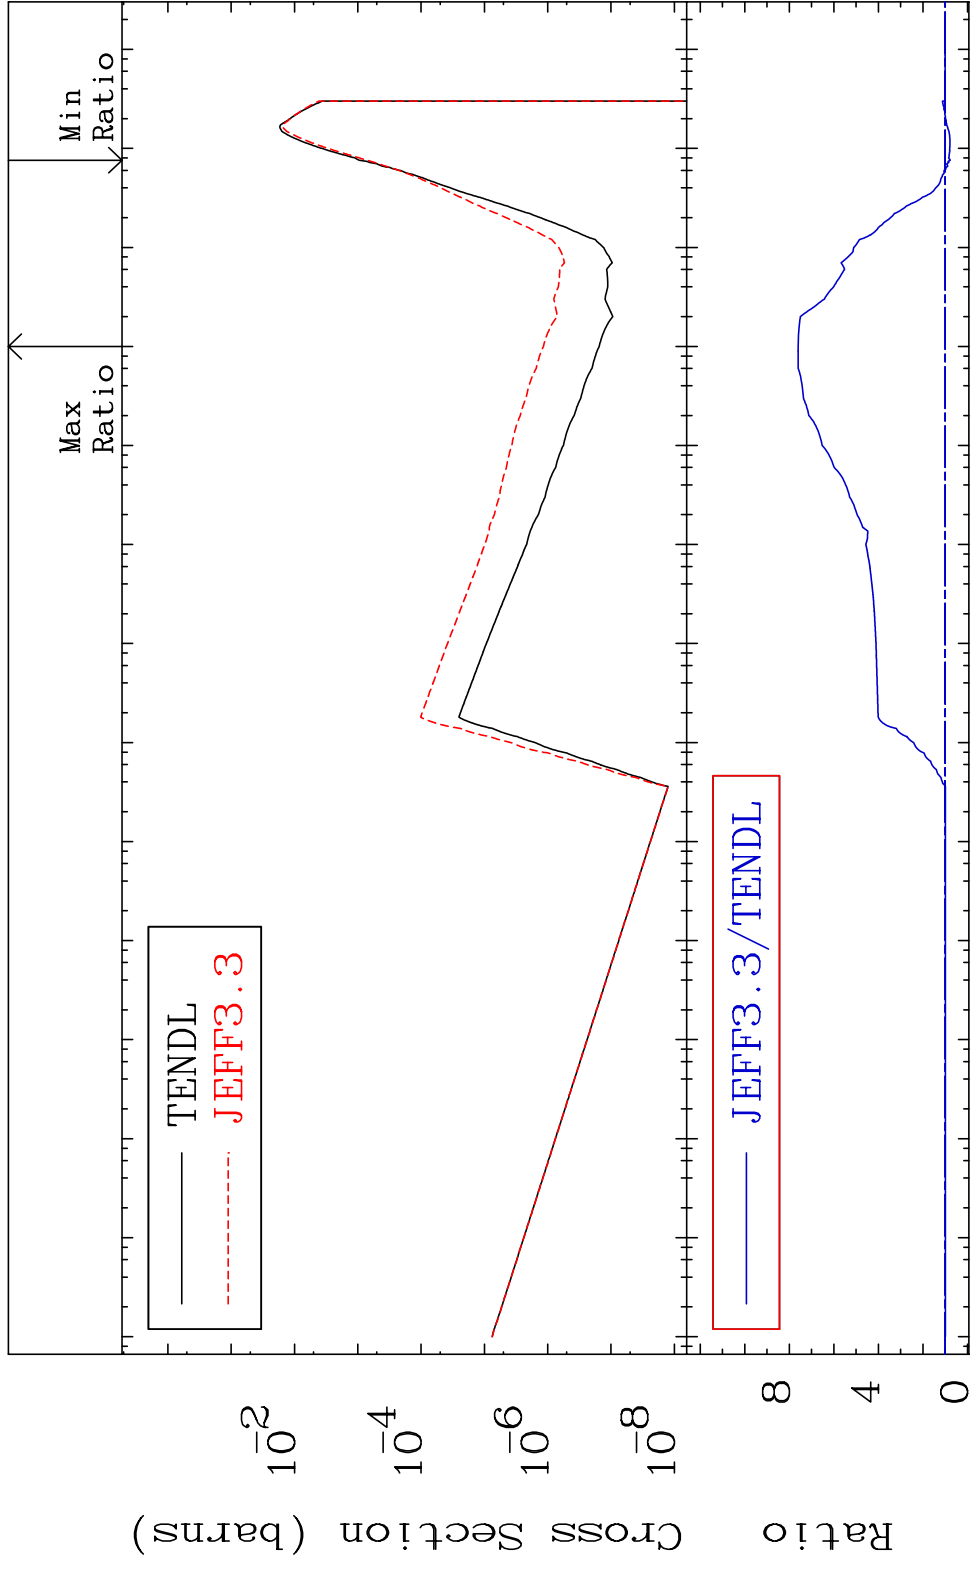 Max
Ratio
Min
Ratio
TENDL
JEFF3.3
10-2
10-4
10-6
10-8
Cross Section (barns)
JEFF3.3/TENDL
8
4
0
Ratio